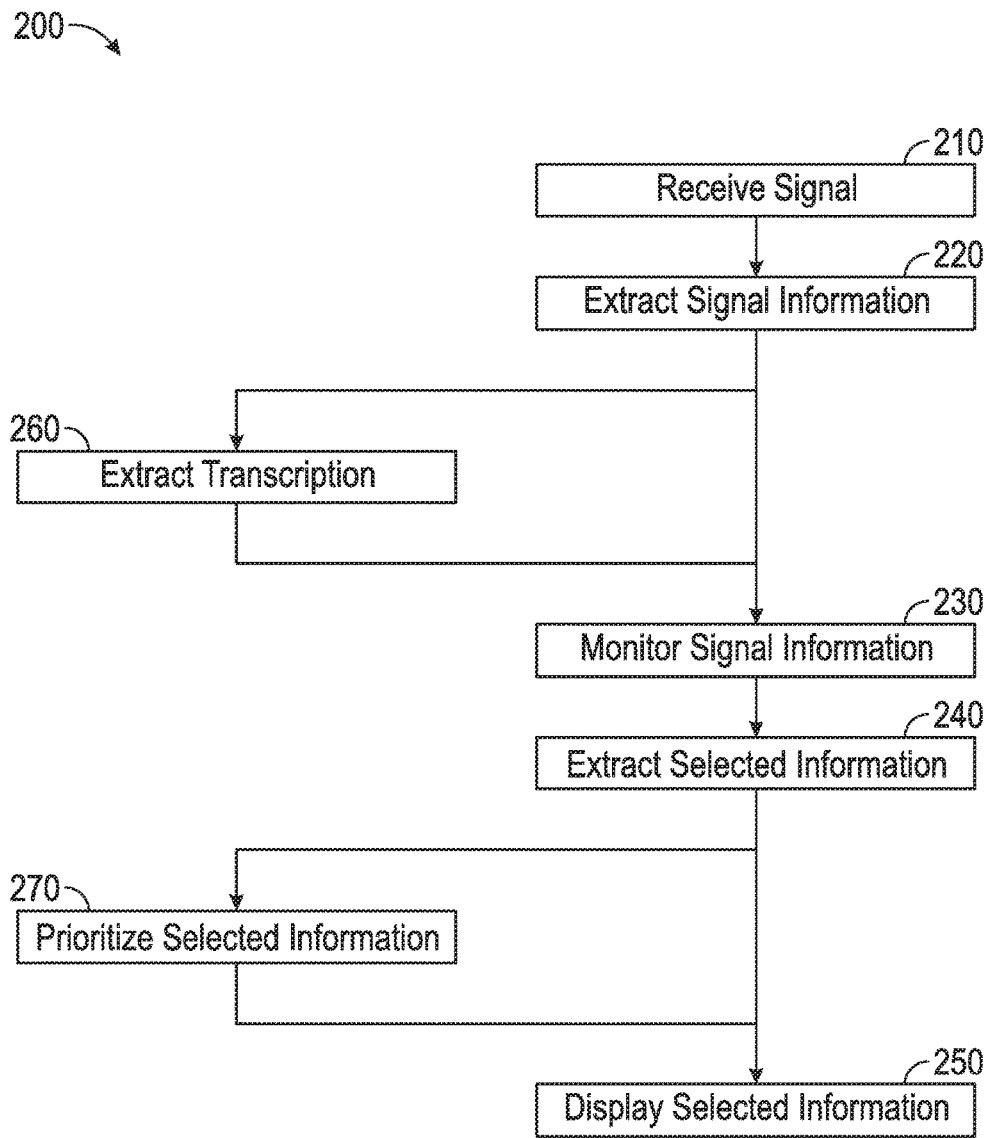 200
210
Receive Signal
220
Extract Signal Information
260
Extract Transcription
230
Monitor Signal Information
240
Extract Selected Information
270
Prioritize Selected Information
250
Display Selected Information